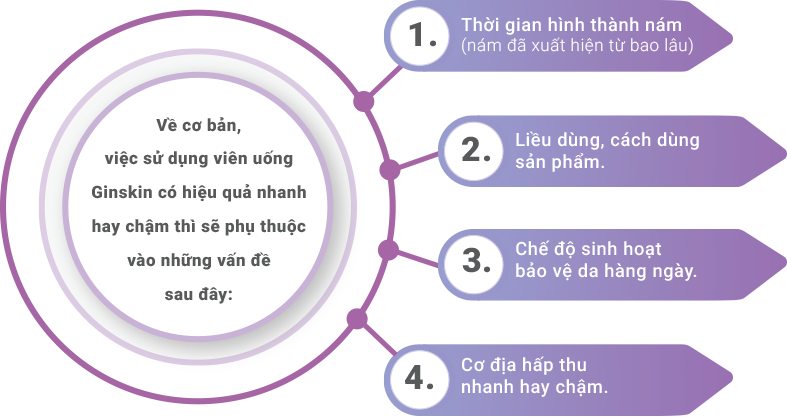 Về cơ bản,
việc sử dụng viên uống
Ginskin có hiệu quả nhanh
hay chậm thì sẽ phụ thuộc
vào những vấn đề
sau đây:
1.
Thời gian hình thành nám
(nám đã xuất hiện từ bao lâu)
2.
Liều dùng, cách dùng
sản phẩm.
3.
Chế độ sinh hoạt
bảo vệ da hàng ngày.
4.
Cơ địa hấp thu
nhanh hay chậm.